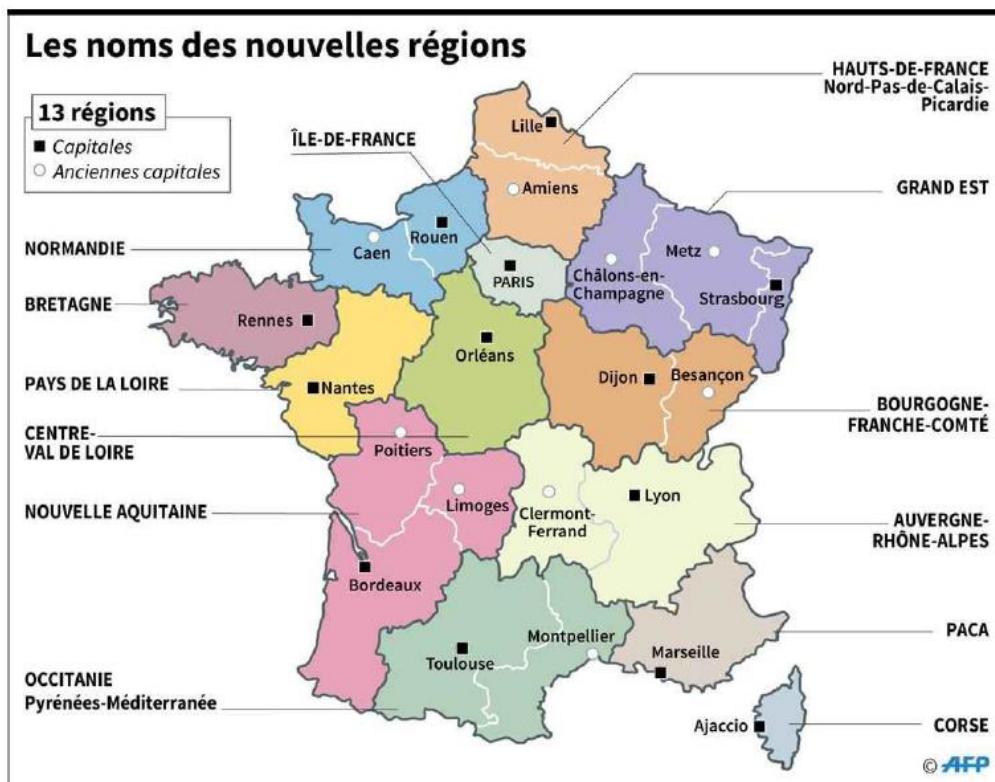 Les noms des nouvelles régions
13 régions
Capitales
Anciennes capitales
HAUTS-DE-FRANCE
Nord-Pas-de-Calais-
Picardie
ÎLE-DE-FRANCE
GRAND EST
NORMANDIE
BRETAGNE
PAYS DE LA LOIRE
CENTRE-
VAL DE LOIRE
BOURGOGNE-
FRANCHE-COMTÉ
NOUVELLE AQUITAINE
AUVERGNE-
RHÔNE-ALPES
PACA
OCCITANIE
Pyrénées-Méditerranée
CORSE
Lille
Amiens
Rouen
Caen
PARIS
Châlons-en-
Champagne
Metz
Strasbourg
Rennes
Nantes
Orléans
Dijon
Besançon
Poitiers
Limoges
Clermont-
Ferrand
Lyon
Bordeaux
Toulouse
Montpellier
Marseille
Ajaccio
© AFP